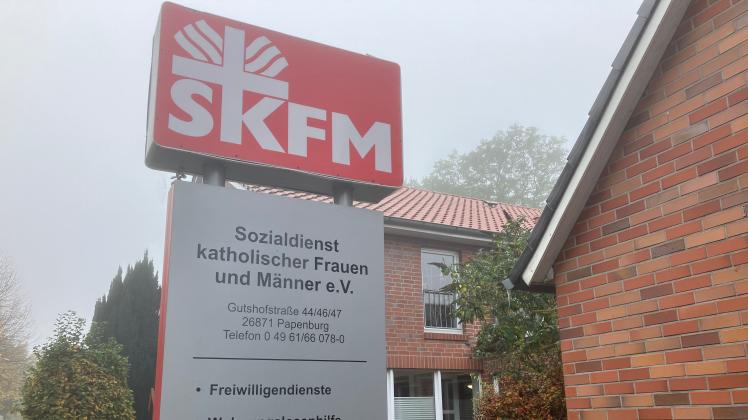 SKFM
Sozialdienst
katholischer Frauen
und Männer e.V.
Gutshofstraße 44/46/47
26871 Papenburg
Telefon 0 49 61/66 078-0
• Freiwilligendienste
• Wohnungslosenhilfe